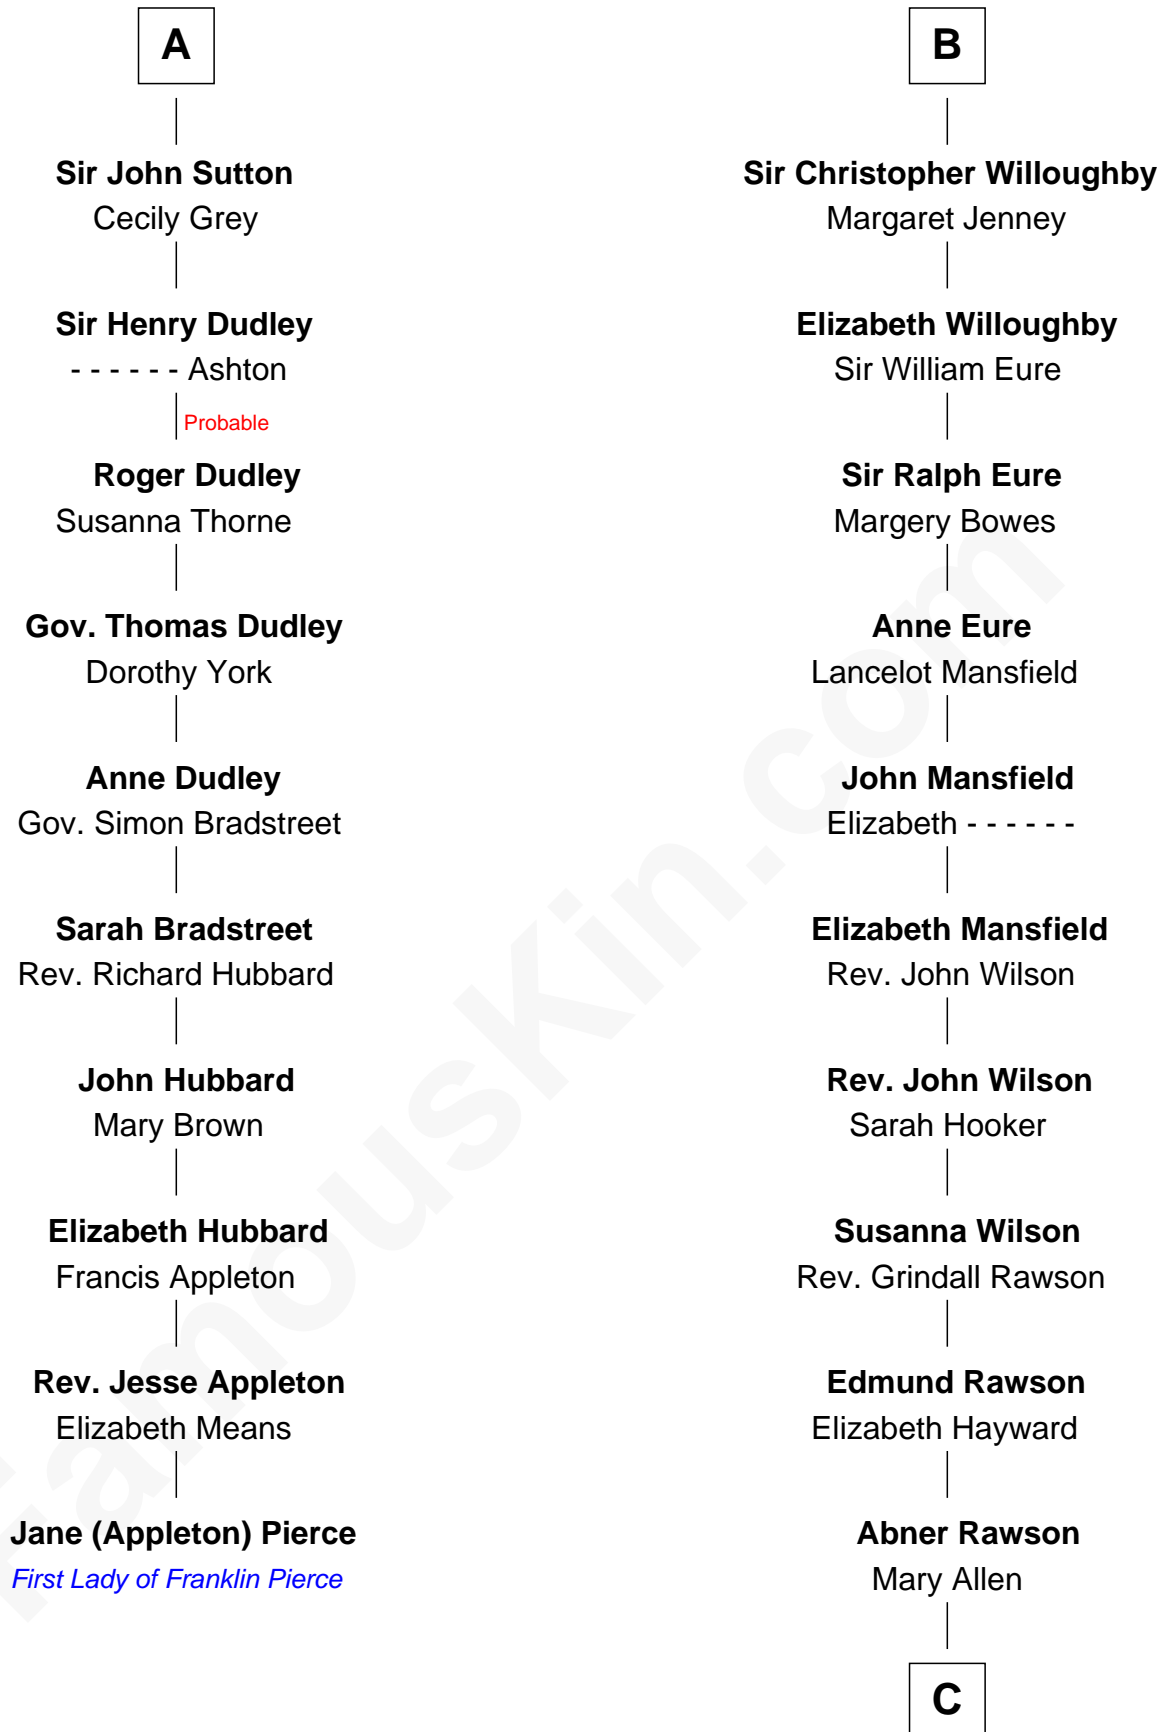 A
Sir John Sutton
Cecily Grey
Sir Henry Dudley
- - - - - - Ashton
Probable
Roger Dudley
Susanna Thorne
Gov. Thomas Dudley
Dorothy York
Anne Dudley
Gov. Simon Bradstreet
Sarah Bradstreet
Rev. Richard Hubbard
John Hubbard
Mary Brown
Elizabeth Hubbard
Francis Appleton
Rev. Jesse Appleton
Elizabeth Means
Jane (Appleton) Pierce
First Lady of Franklin Pierce
B
Sir Christopher Willoughby
Margaret Jenney
Elizabeth Willoughby
Sir William Eure
Sir Ralph Eure
Margery Bowes
Anne Eure
Lancelot Mansfield
John Mansfield
Elizabeth - - - - - -
Elizabeth Mansfield
Rev. John Wilson
Rev. John Wilson
Sarah Hooker
Susanna Wilson
Rev. Grindall Rawson
Edmund Rawson
Elizabeth Hayward
Abner Rawson
Mary Allen
C
FamousKin.com